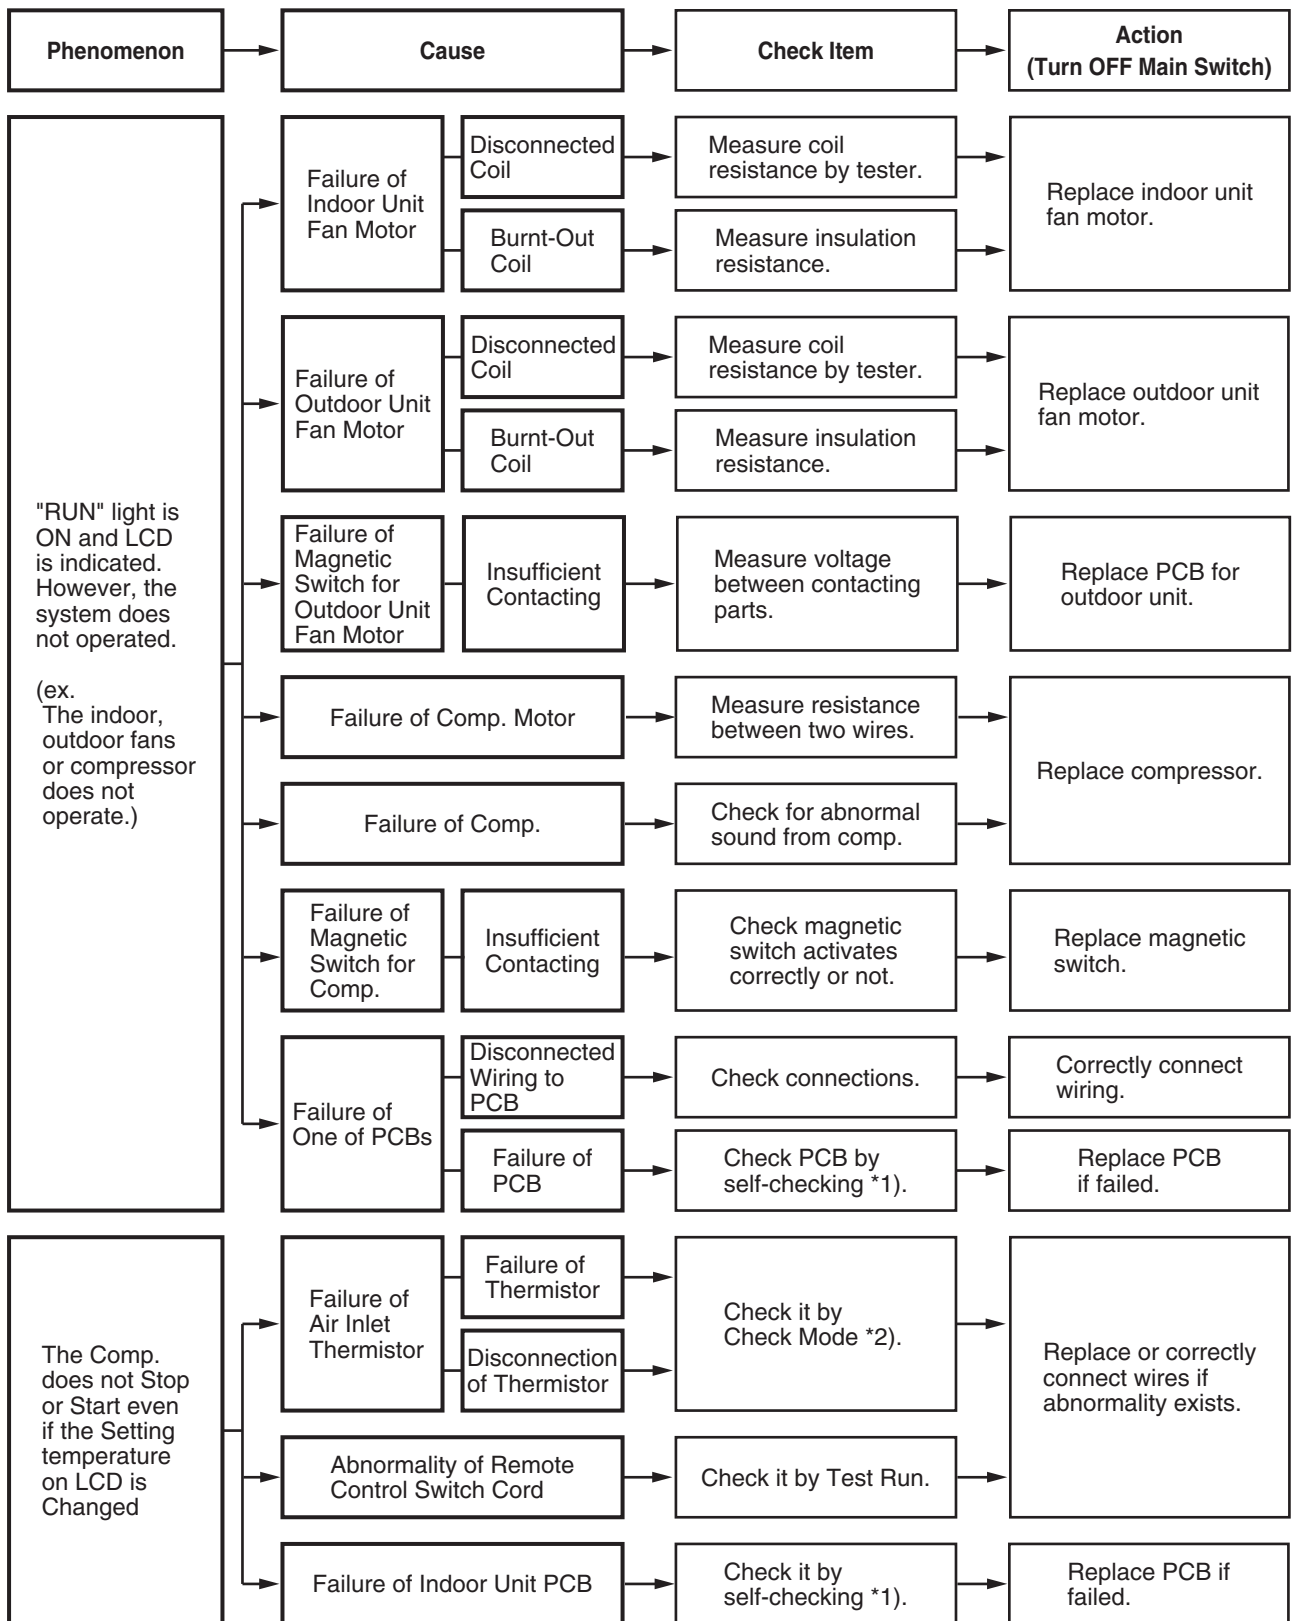 Phenomenon
Cause
Check Item
Action
(Turn OFF Main Switch)
"RUN" light is
ON and LCD
is indicated.
However, the
system does
not operated.
(ex.
The indoor,
outdoor fans
or compressor
does not
operate.)
Failure of
Indoor Unit
Fan Motor
Disconnected
Coil
Measure coil
resistance by tester.
Burnt-Out
Coil
Measure insulation
resistance.
Replace indoor unit
fan motor.
Failure of
Outdoor Unit
Fan Motor
Disconnected
Coil
Measure coil
resistance by tester.
Burnt-Out
Coil
Measure insulation
resistance.
Replace outdoor unit
fan motor.
Failure of
Magnetic
Switch for
Outdoor Unit
Fan Motor
Insufficient
Contacting
Measure voltage
between contacting
parts.
Replace PCB for
outdoor unit.
Failure of Comp. Motor
Measure resistance
between two wires.
Failure of Comp.
Check for abnormal
sound from comp.
Replace compressor.
Failure of
Magnetic
Switch for
Comp.
Insufficient
Contacting
Check magnetic
switch activates
correctly or not.
Replace magnetic
switch.
Failure of
One of PCBs
Disconnected
Wiring to
PCB
Check connections.
Correctly connect
wiring.
Failure of
PCB
Check PCB by
self-checking *1).
Replace PCB
if failed.
The Comp.
does not Stop
or Start even
if the Setting
temperature
on LCD is
Changed
Failure of
Air Inlet
Thermistor
Failure of
Thermistor
Disconnection
of Thermistor
Check it by
Check Mode *2).
Replace or correctly
connect wires if
abnormality exists.
Abnormality of Remote
Control Switch Cord
Check it by Test Run.
Failure of Indoor Unit PCB
Check it by
self-checking *1).
Replace PCB if
failed.